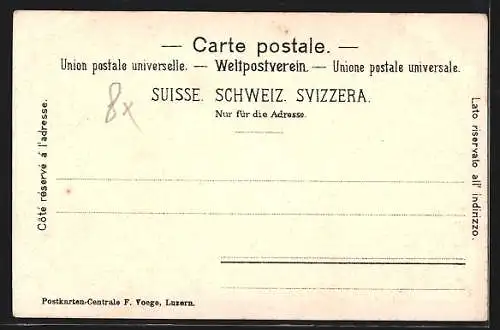 — Carte postale. —
Union postale universelle. — Weltpostverein. — Unione postale universale.
SUISSE. SCHWEIZ. SVIZZERA.
Nur für die Adresse.
8x
Côté réservé á l'adresse.
Lato riservato all' indirizzo.
Postkarten-Centrale F. Voege, Luzern.